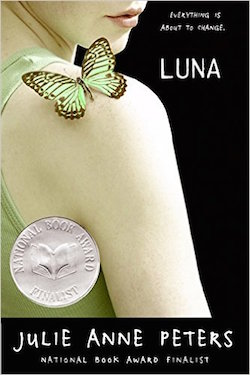 EVERYTHING IS
ABOUT TO CHANGE.
LUNA
NATIONAL BOOK AWARD
FINALIST
JULIE ANNE PETERS
NATIONAL BOOK AWARD FINALIST